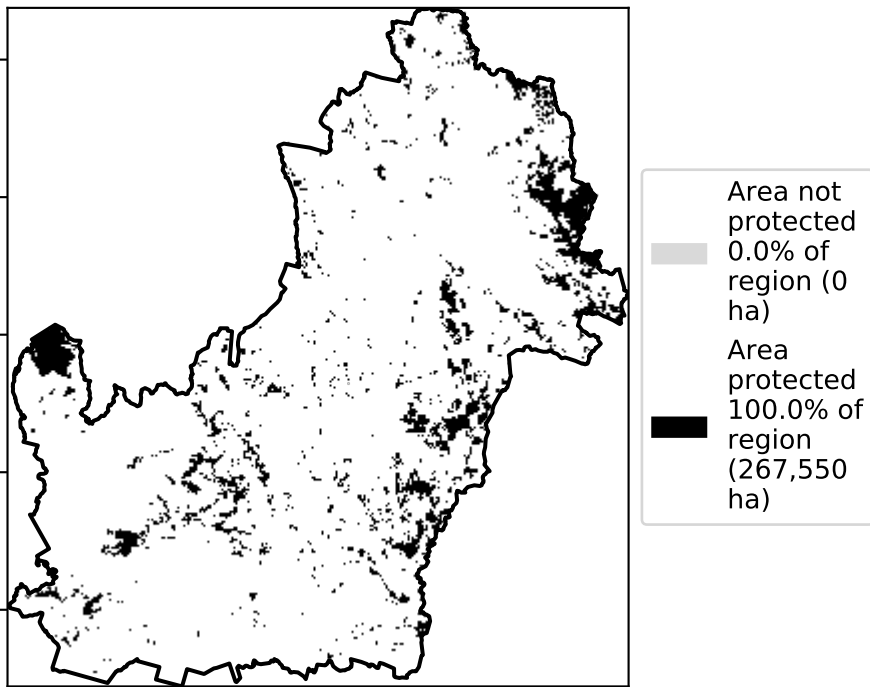 Area not
protected
0.0% of
region (0
ha)
Area
protected
100.0% of
region
(267,550
ha)